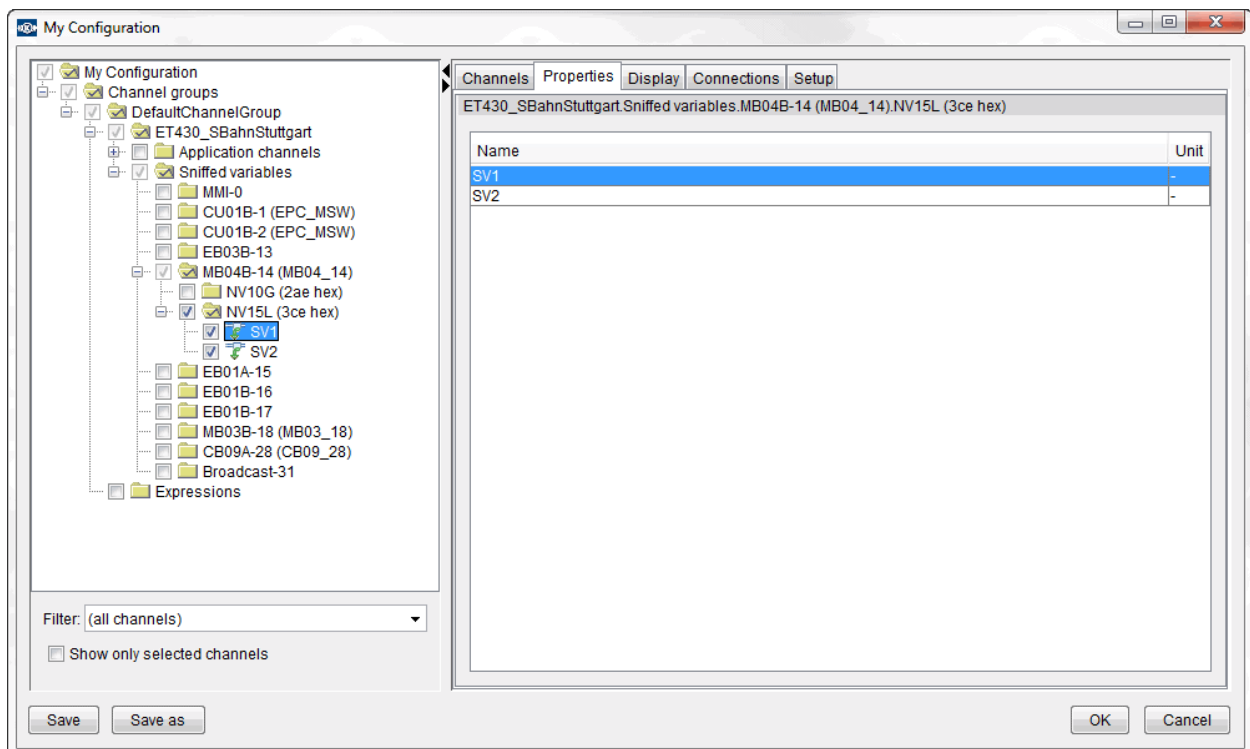 My Configuration
My Configuration
Channel groups
DefaultChannelGroup
ET430_SBahnStuttgart
Application channels
Sniffed variables
MMI-0
CU01B-1 (EPC_MSW)
CU01B-2 (EPC_MSW)
EB03B-13
MB04B-14 (MB04_14)
NV10G (2ae hex)
NV15L (3ce hex)
SV1
SV2
EB01A-15
EB01B-16
EB01B-17
MB03B-18 (MB03_18)
CB09A-28 (CB09_28)
Broadcast-31
Expressions
Filter: (all channels)
Show only selected channels
Channels Properties Display Connections Setup
ET430_SBahnStuttgart.Sniffed variables.MB04B-14 (MB04_14).NV15L (3ce hex)
Name Unit
SV1 -
SV2 -
Save Save as OK Cancel